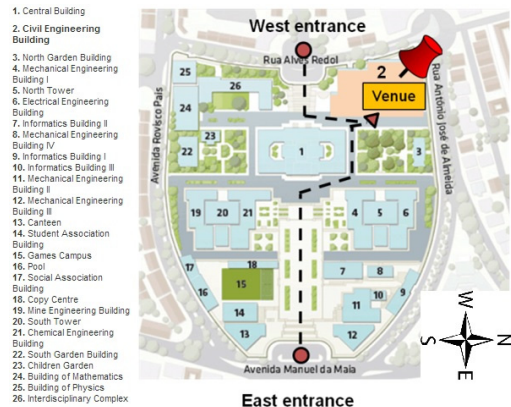 1. Central Building
2. Civil Engineering
Building
3. North Garden Building
4. Mechanical Engineering
Building I
5. North Tower
6. Electrical Engineering
Building
7. Informatics Building II
8. Mechanical Engineering
Building IV
9. Informatics Building I
10. Informatics Building III
11. Mechanical Engineering
Building II
12. Mechanical Engineering
Building III
13. Canteen
14. Student Association
Building
15. Games Campus
16. Pool
17. Social Association
Building
18. Copy Centre
19. Mine Engineering Building
20. South Tower
21. Chemical Engineering
Building
22. South Garden Building
23. Children Garden
24. Building of Mathematics
25. Building of Physics
26. Interdisciplinary Complex
West entrance
Rua Alves Redol
2
Venue
Rua António José de Almeida
Avenida Rovisco Pais
25
26
24
23
22
1
3
19
20
21
4
5
6
17
18
16
15
14
13
7
8
9
10
11
12
Avenida Manuel da Maia
East entrance
W
S
N
E